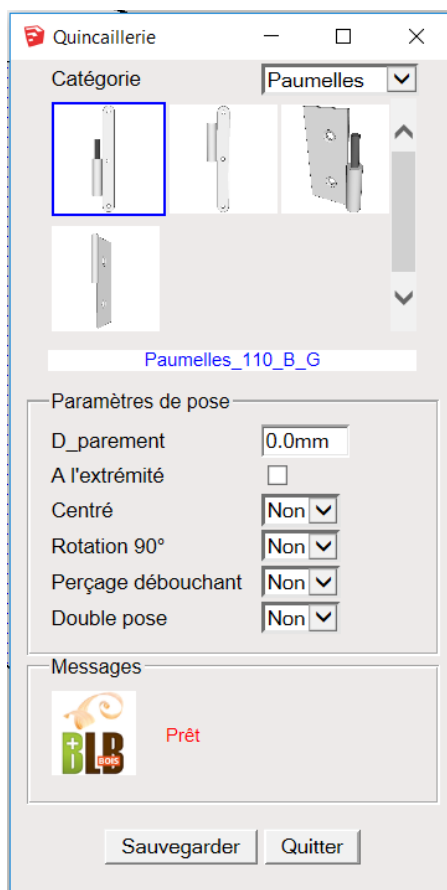 Quincaillerie
Catégorie Paumelles
Paumelles_110_B_G
Paramètres de pose
D_parement 0.0mm
A l'extrémité
Centré Non
Rotation 90° Non
Perçage débouchant Non
Double pose Non
Messages
BLB
BOIS
Prêt
Sauvegarder Quitter